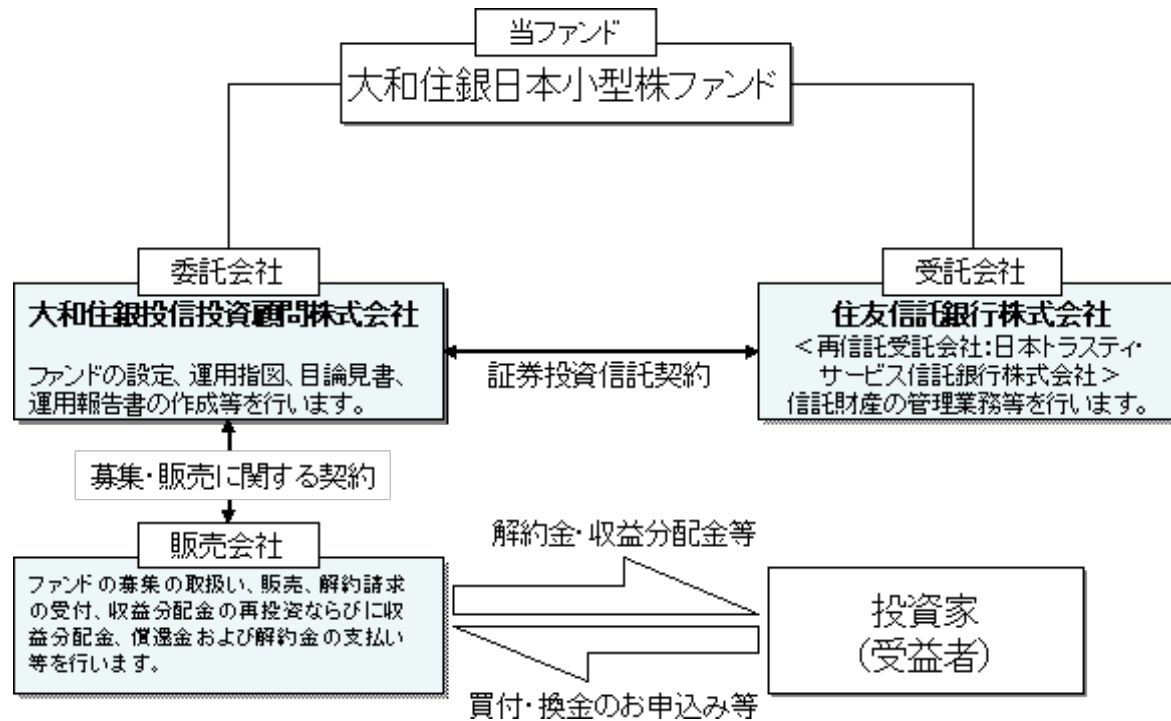 当ファンド
大和住銀日本小型株ファンド
委託会社
大和住銀投信投資顧問株式会社
ファンドの設定、運用指図、目論見書、
運用報告書の作成等を行います。
証券投資信託契約
受託会社
住友信託銀行株式会社
＜再信託受託会社：日本トラスティ・
サービス信託銀行株式会社＞
信託財産の管理業務等を行います。
募集・販売に関する契約
販売会社
ファンドの募集の取扱い、販売、解約請求
の受付、収益分配金の再投資ならびに収
益分配金、償還金および解約金の支払い
等を行います。
解約金・収益分配金等
買付・換金のお申込み等
投資家
（受益者）